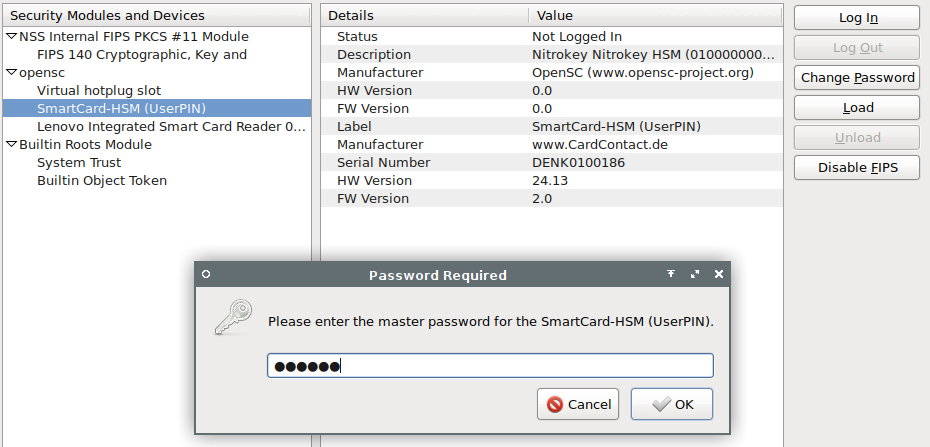 Security Modules and Devices
NSS Internal FIPS PKCS #11 Module
FIPS 140 Cryptographic, Key and
opensc
Virtual hotplug slot
SmartCard-HSM (UserPIN)
Lenovo Integrated Smart Card Reader 0...
Builtin Roots Module
System Trust
Builtin Object Token
Details Value
Status Not Logged In
Description Nitrokey Nitrokey HSM (010000000...
Manufacturer OpenSC (www.opensc-project.org)
HW Version 0.0
FW Version 0.0
Label SmartCard-HSM (UserPIN)
Manufacturer www.CardContact.de
Serial Number DENK0100186
HW Version 24.13
FW Version 2.0
Log In
Log Out
Change Password
Load
Unload
Disable FIPS
Password Required
Please enter the master password for the SmartCard-HSM (UserPIN).
●●●●●●
Cancel OK